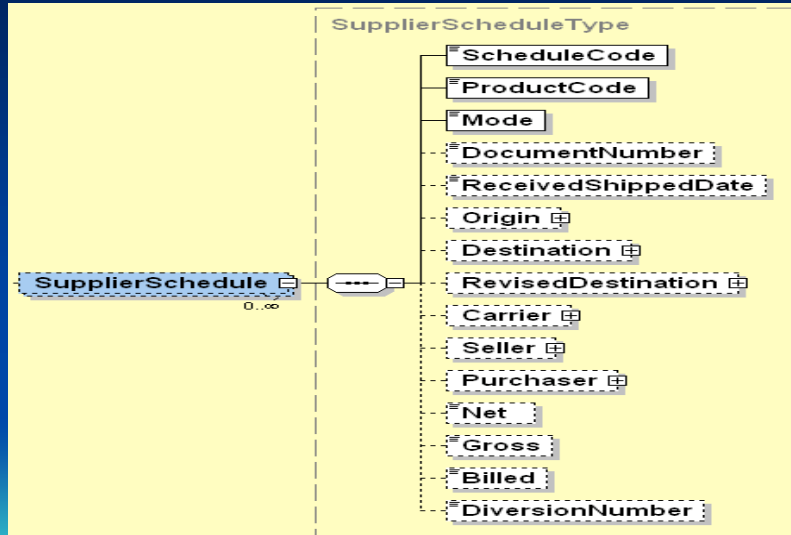 SupplierScheduleType
ScheduleCode
ProductCode
Mode
DocumentNumber
ReceivedShippedDate
Origin
Destination
SupplierSchedule
RevisedDestination
0..∞
Carrier
Seller
Purchaser
Net
Gross
Billed
DiversionNumber